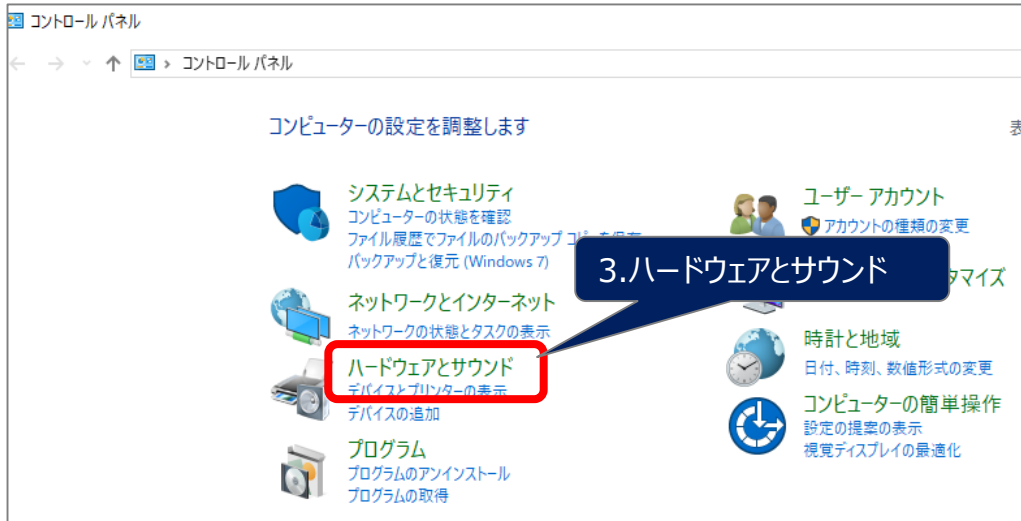 コントロール パネル
コントロール パネル
コンピューターの設定を調整します
表
システムとセキュリティ
コンピューターの状態を確認
ファイル履歴でファイルのバックアップ コピーを保存
バックアップと復元 (Windows 7)
ネットワークとインターネット
ネットワークの状態とタスクの表示
ハードウェアとサウンド
デバイスとプリンターの表示
デバイスの追加
プログラム
プログラムのアンインストール
プログラムの取得
ユーザー アカウント
アカウントの種類の変更
3.ハードウェアとサウンド
タマイズ
時計と地域
日付、時刻、数値形式の変更
コンピューターの簡単操作
設定の提案の表示
視覚ディスプレイの最適化